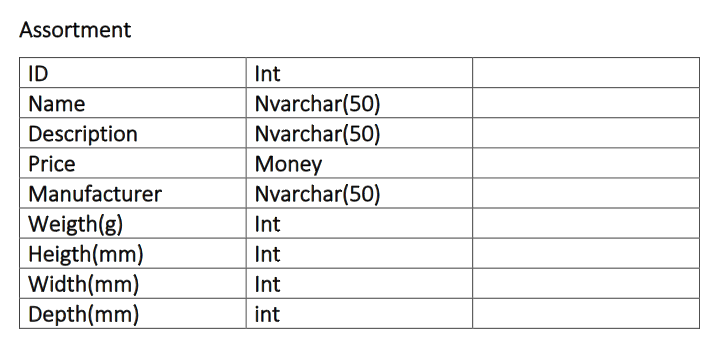 Assortment
ID Int
Name Nvarchar(50)
Description Nvarchar(50)
Price Money
Manufacturer Nvarchar(50)
Weigth(g) Int
Heigth(mm) Int
Width(mm) Int
Depth(mm) int